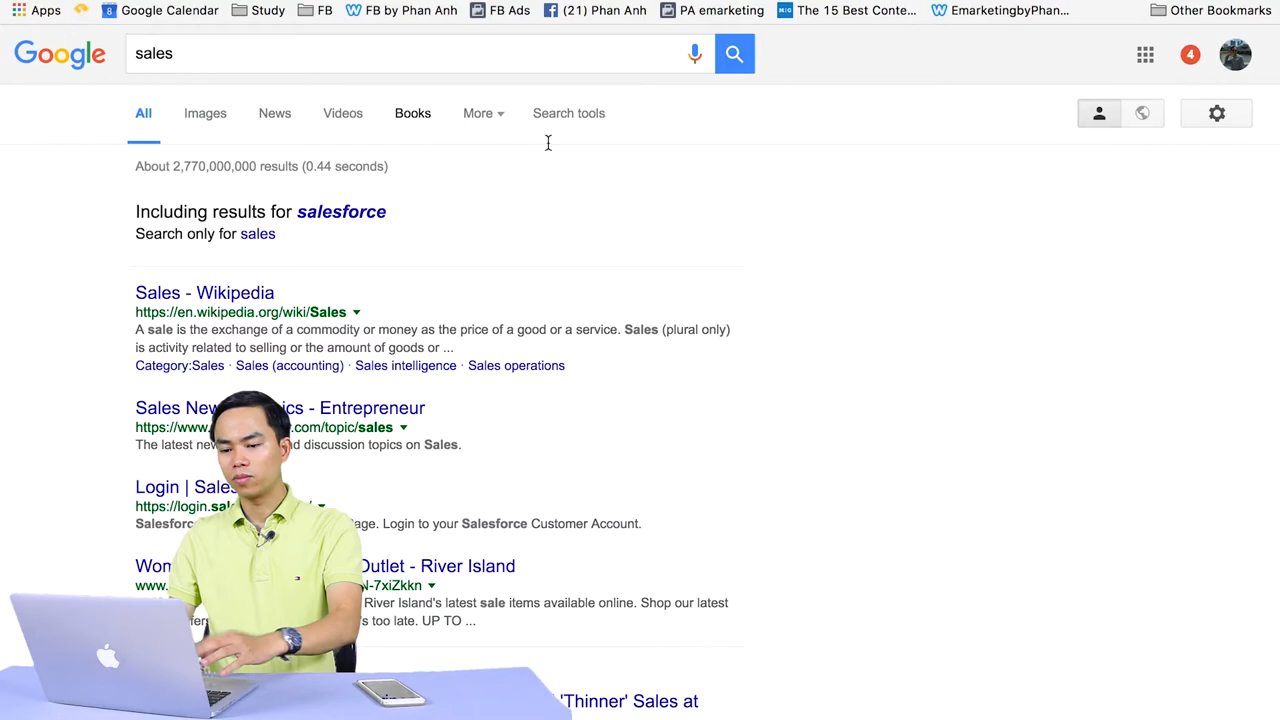 Apps Google Calendar Study FB FB by Phan Anh FB Ads (21) Phan Anh PA emarketing The 15 Best Conte... EmarketingbyPhan... Other Bookmarks
Google sales 4
All Images News Videos Books More Search tools
About 2,770,000,000 results (0.44 seconds)
Including results for salesforce
Search only for sales
Sales - Wikipedia
https://en.wikipedia.org/wiki/Sales
A sale is the exchange of a commodity or money as the price of a good or a service. Sales (plural only)
is activity related to selling or the amount of goods or ...
Category:Sales · Sales (accounting) · Sales intelligence · Sales operations
Sales - Entrepreneur
https://www. .com/topic/sales
The latest discussion topics on Sales.
Login |
https://login.
Login to your Salesforce Customer Account.
Outlet - River Island
www. N-7xiZkkn
River Island's latest sale items available online. Shop our latest
too late. UP TO ...
'Thinner' Sales at